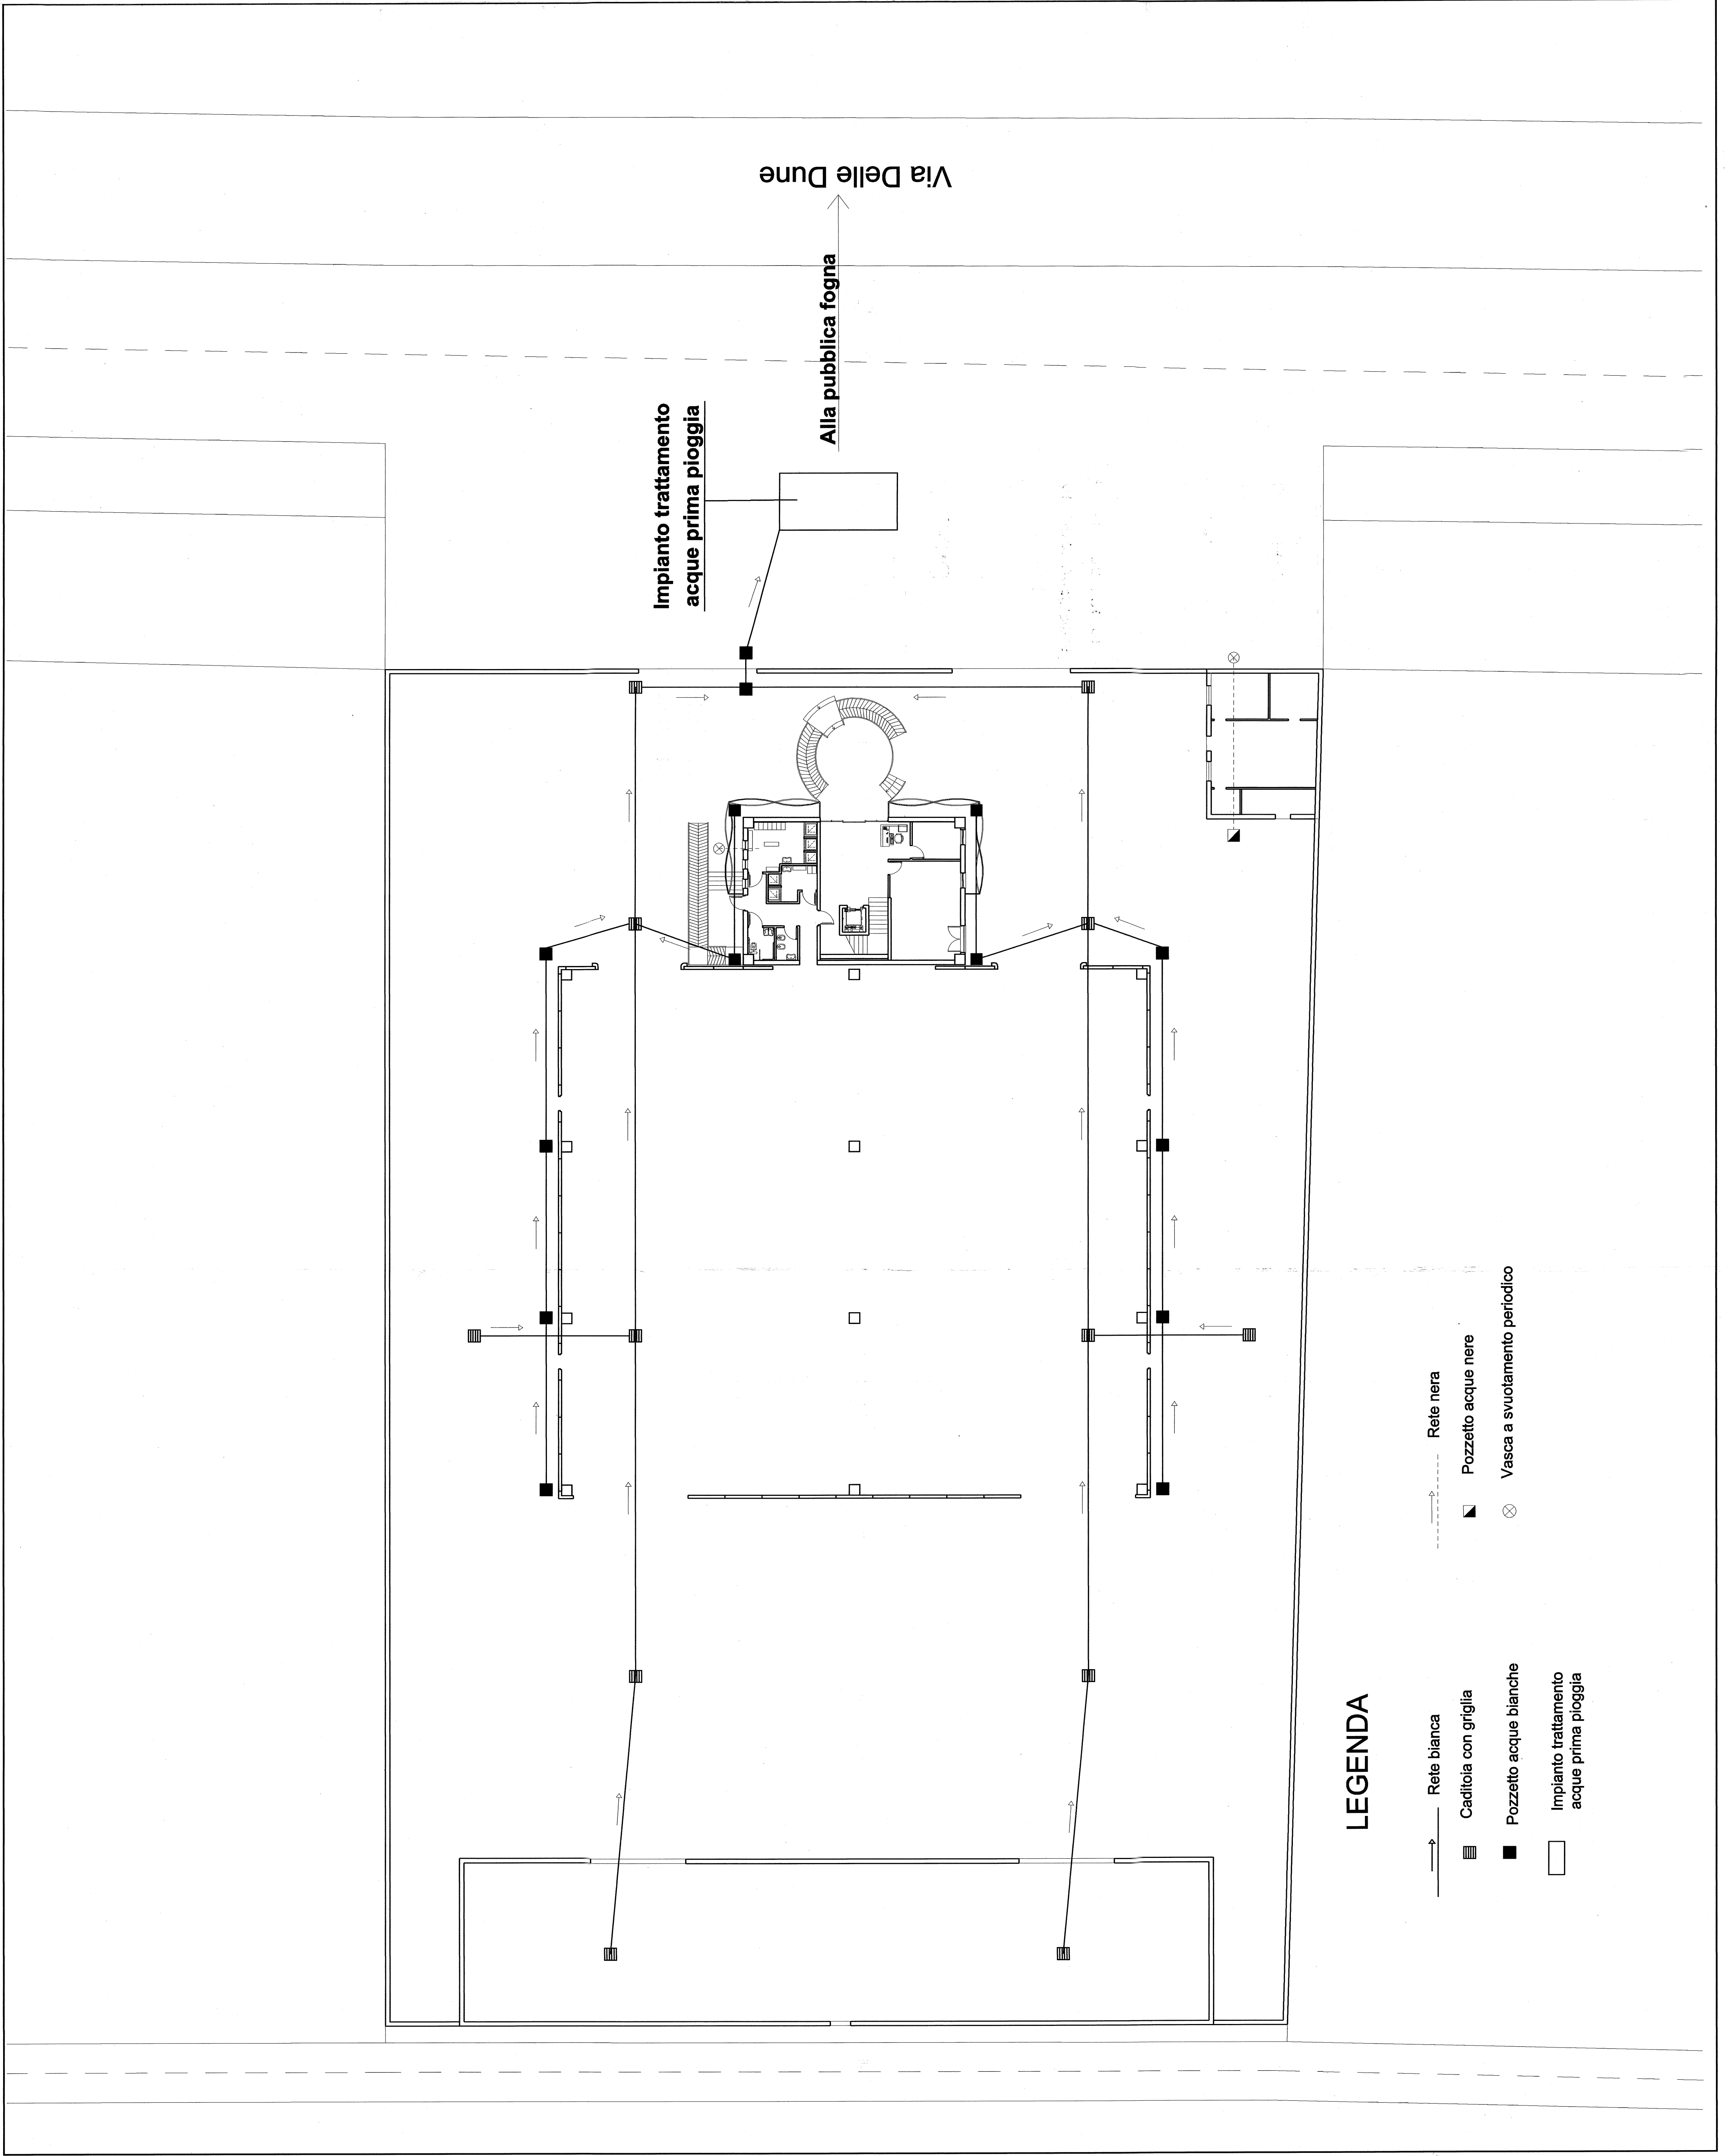 Via Delle Dune
Alla pubblica fogna
Impianto trattamento
acque prima pioggia
LEGENDA
Rete bianca
Caditoia con griglia
Pozzetto acque bianche
Impianto trattamento
acque prima pioggia
Rete nera
Pozzetto acque nere
Vasca a svuotamento periodico